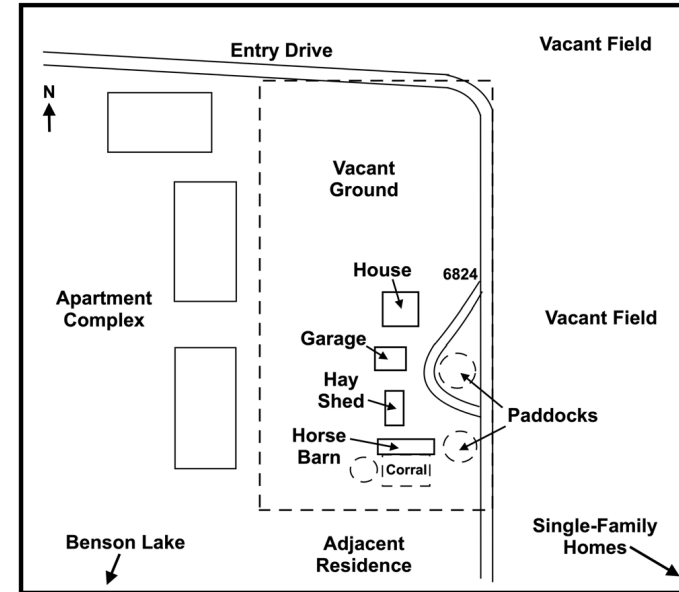 Entry Drive
Vacant Field
N
Vacant
Ground
House
6824
Apartment
Complex
Vacant Field
Garage
Hay
Shed
Paddocks
Horse
Barn
Corral
Benson Lake
Adjacent
Residence
Single-Family
Homes